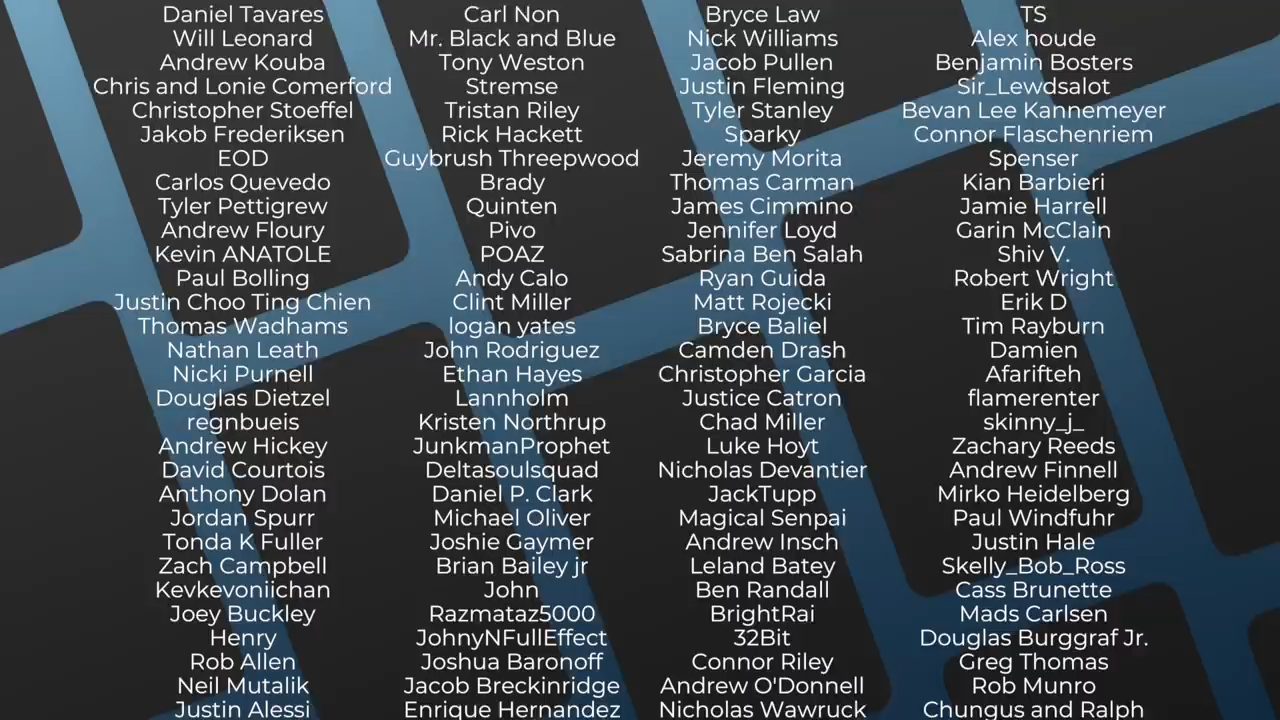 Daniel Tavares
Will Leonard
Andrew Kouba
Chris and Lonie Comerford
Christopher Stoeffel
Jakob Frederiksen
EOD
Carlos Quevedo
Tyler Pettigrew
Andrew Floury
Kevin ANATOLE
Paul Bolling
Justin Choo Ting Chien
Thomas Wadhams
Nathan Leath
Nicki Purnell
Douglas Dietzel
regnbueis
Andrew Hickey
David Courtois
Anthony Dolan
Jordan Spurr
Tonda K Fuller
Zach Campbell
Kevkevoniichan
Joey Buckley
Henry
Rob Allen
Neil Mutalik
Justin Alessi
Carl Non
Mr. Black and Blue
Tony Weston
Stremse
Tristan Riley
Rick Hackett
Guybrush Threepwood
Brady
Quinten
Pivo
POAZ
Andy Calo
Clint Miller
logan yates
John Rodriguez
Ethan Hayes
Lannholm
Kristen Northrup
JunkmanProphet
Deltasoulsquad
Daniel P. Clark
Michael Oliver
Joshie Gaymer
Brian Bailey jr
John
Razmataz5000
JohnyNFullEffect
Joshua Baronoff
Jacob Breckinridge
Enrique Hernandez
Bryce Law
Nick Williams
Jacob Pullen
Justin Fleming
Tyler Stanley
Sparky
Jeremy Morita
Thomas Carman
James Cimmino
Jennifer Loyd
Sabrina Ben Salah
Ryan Guida
Matt Rojecki
Bryce Baliel
Camden Drash
Christopher Garcia
Justice Catron
Chad Miller
Luke Hoyt
Nicholas Devantier
JackTupp
Magical Senpai
Andrew Insch
Leland Batey
Ben Randall
BrightRai
32Bit
Connor Riley
Andrew O'Donnell
Nicholas Wawruck
TS
Alex houde
Benjamin Bosters
Sir_Lewdsalot
Bevan Lee Kannemeyer
Connor Flaschenriem
Spenser
Kian Barbieri
Jamie Harrell
Garin McClain
Shiv V.
Robert Wright
Erik D
Tim Rayburn
Damien
Afarifteh
flamerenter
skinny_j_
Zachary Reeds
Andrew Finnell
Mirko Heidelberg
Paul Windfuhr
Justin Hale
Skelly_Bob_Ross
Cass Brunette
Mads Carlsen
Douglas Burggraf Jr.
Greg Thomas
Rob Munro
Chungus and Ralph